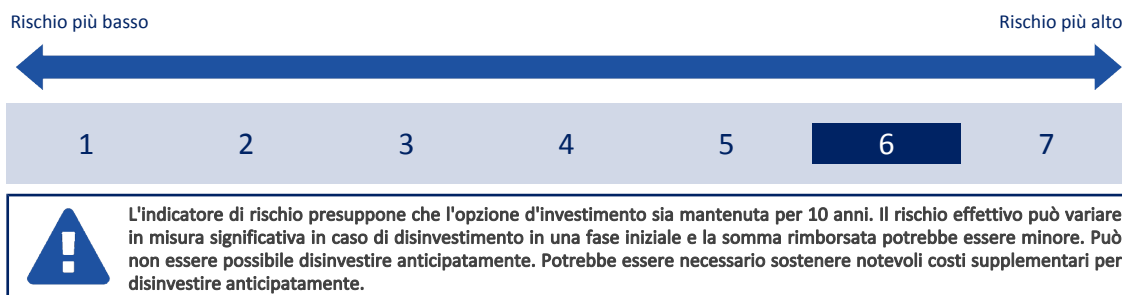 Rischio più basso Rischio più alto
1 2 3 4 5 6 7
L'indicatore di rischio presuppone che l'opzione d'investimento sia mantenuta per 10 anni. Il rischio effettivo può variare
in misura significativa in caso di disinvestimento in una fase iniziale e la somma rimborsata potrebbe essere minore. Può
non essere possibile disinvestire anticipatamente. Potrebbe essere necessario sostenere notevoli costi supplementari per
disinvestire anticipatamente.